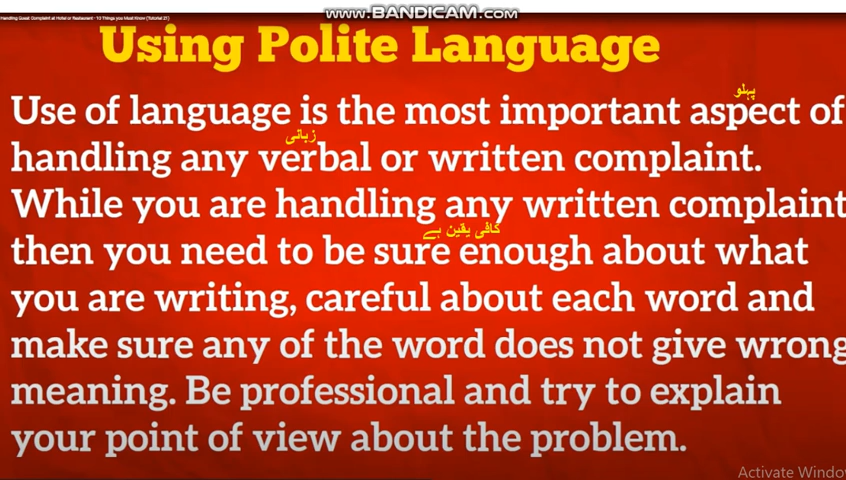 www.BANDICAM.com
Handling Guest Complaint at Hotel or Restaurant - 10 Things you Must Know (Tutorial 21)
Using Polite Language
پہلو
Use of language is the most important aspect of
زبانی
handling any verbal or written complaint.
While you are handling any written complaint
کافی یقین ہے
then you need to be sure enough about what
you are writing, careful about each word and
make sure any of the word does not give wrong
meaning. Be professional and try to explain
your point of view about the problem.
Activate Windo